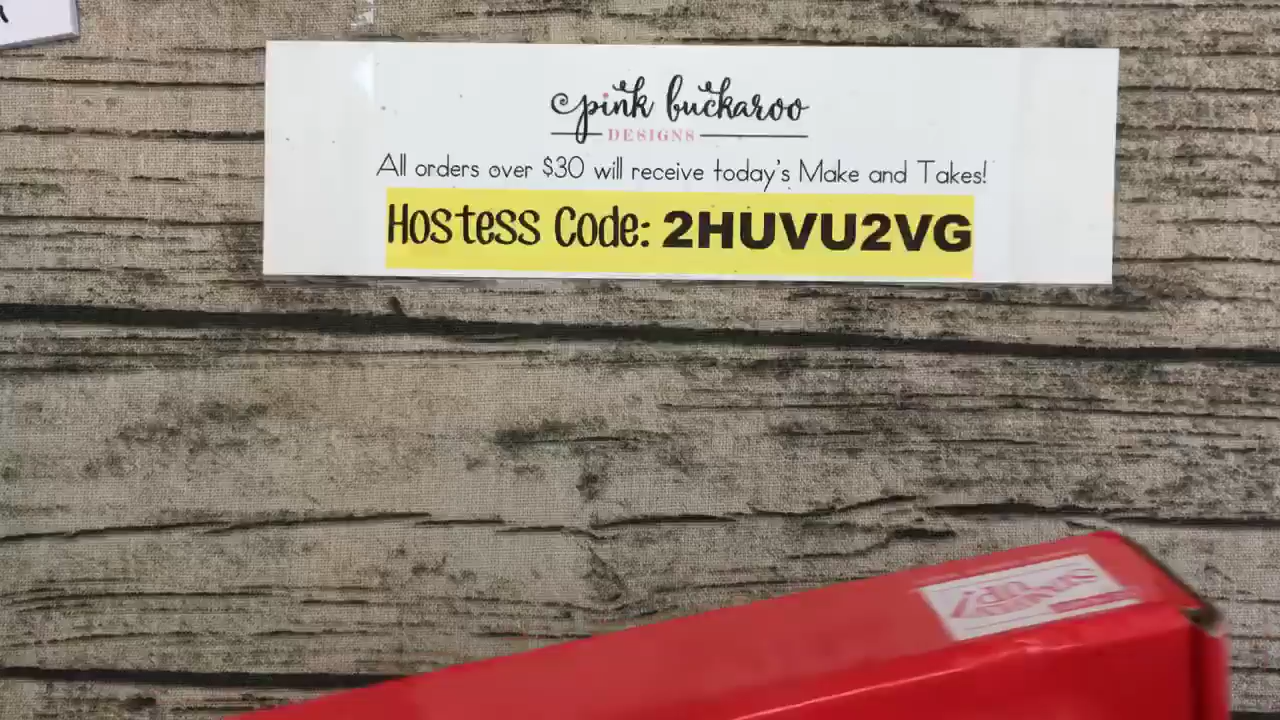 pink buckaroo
DESIGNS
All orders over $30 will receive today's Make and Takes!
Hostess Code: 2HUVU2VG